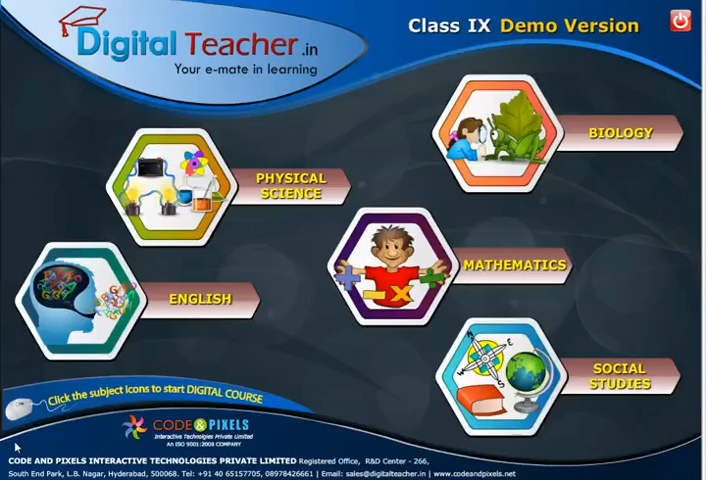 Digital Teacher.in
Your e-mate in learning
Class IX Demo Version
BIOLOGY
PHYSICAL
SCIENCE
MATHEMATICS
ENGLISH
SOCIAL
STUDIES
Click the subject icons to start DIGITAL COURSE
CODE & PIXELS
Interactive Technologies Private Limited
An ISO 9001:2008 COMPANY
CODE AND PIXELS INTERACTIVE TECHNOLOGIES PRIVATE LIMITED Registered Office, R&D Center - 266,
South End Park, L.B. Nagar, Hyderabad, 500068. Tel: +91 40 65157705, 08978426661 | Email: sales@digitalteacher.in | www.codeandpixels.net